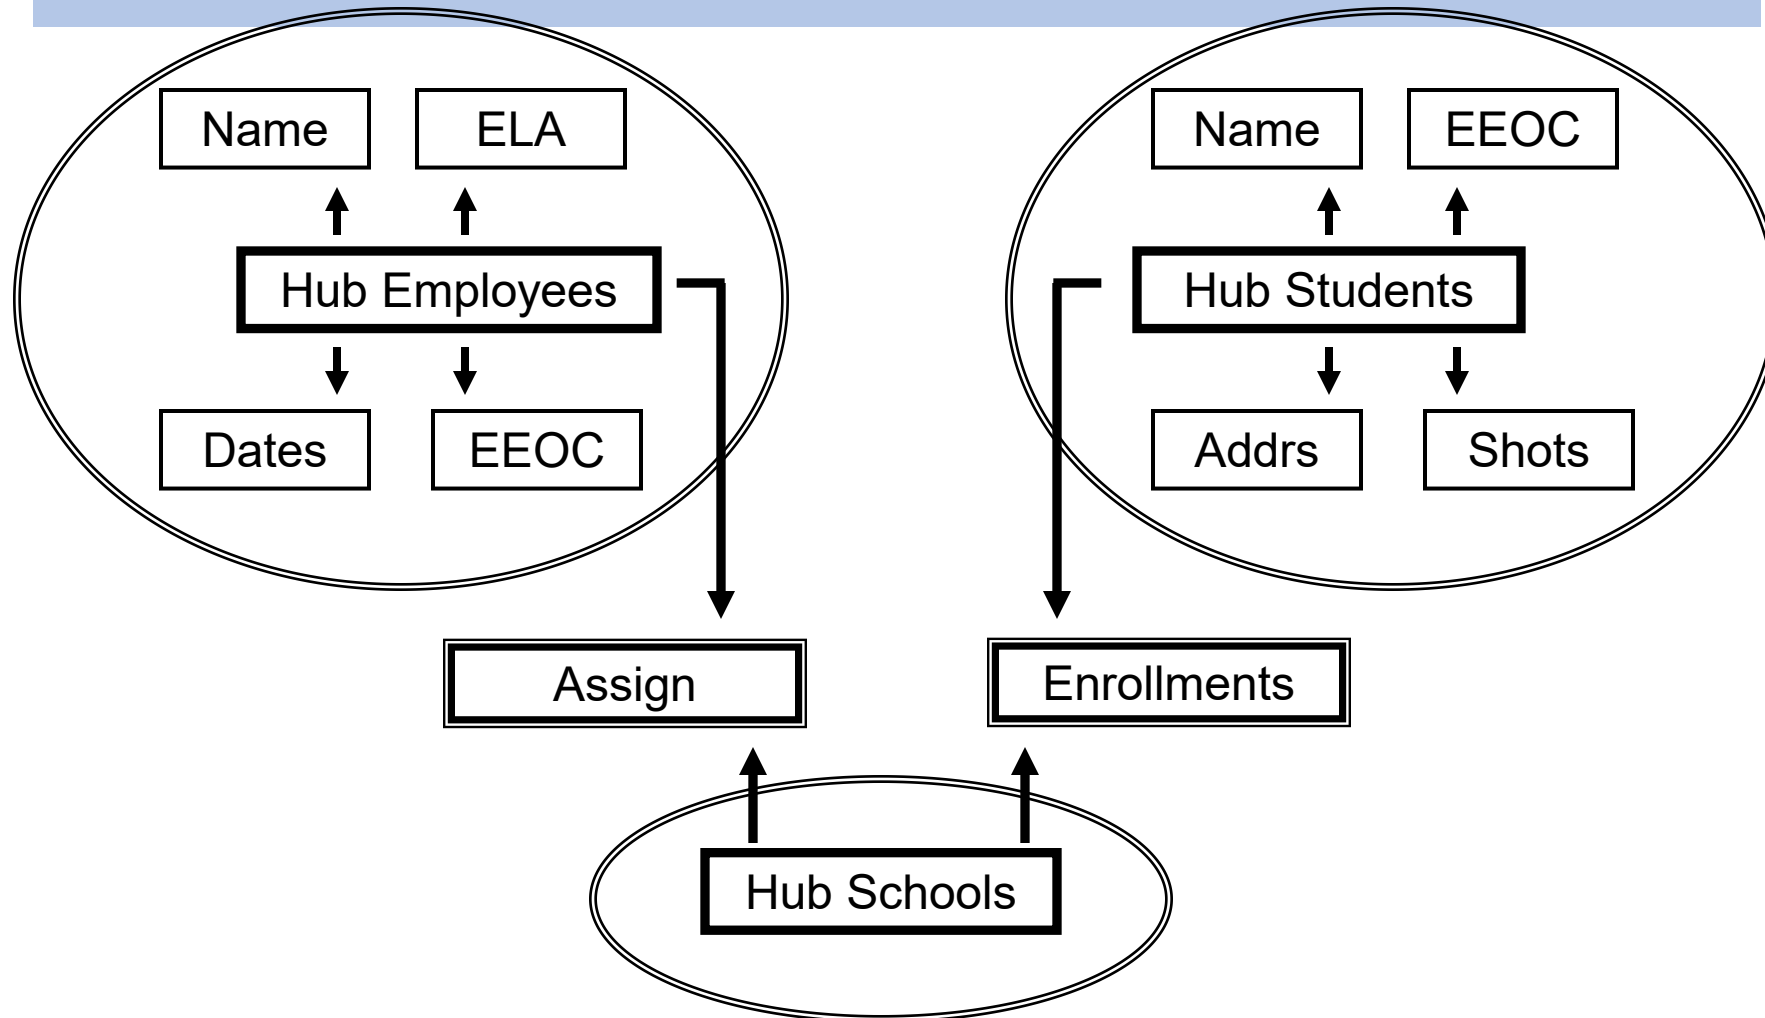 Name
ELA
Hub Employees
Dates
EEOC
Name
EEOC
Hub Students
Addrs
Shots
Assign
Enrollments
Hub Schools